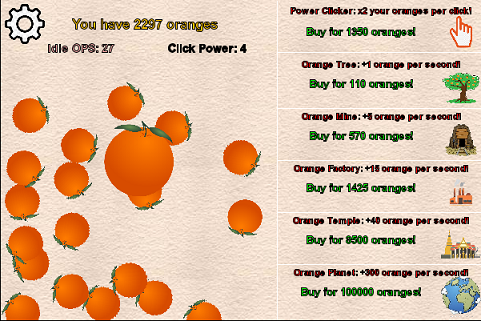 You have 2297 oranges
Idle OPS: 27
Click Power: 4
Power Clicker: x2 your oranges per click!
Buy for 1350 oranges!
Orange Tree: +1 orange per second!
Buy for 110 oranges!
Orange Mine: +5 orange per second!
Buy for 570 oranges!
Orange Factory: +15 orange per second!
Buy for 1425 oranges!
Orange Temple: +40 orange per second!
Buy for 8500 oranges!
Orange Planet: +300 orange per second!
Buy for 100000 oranges!